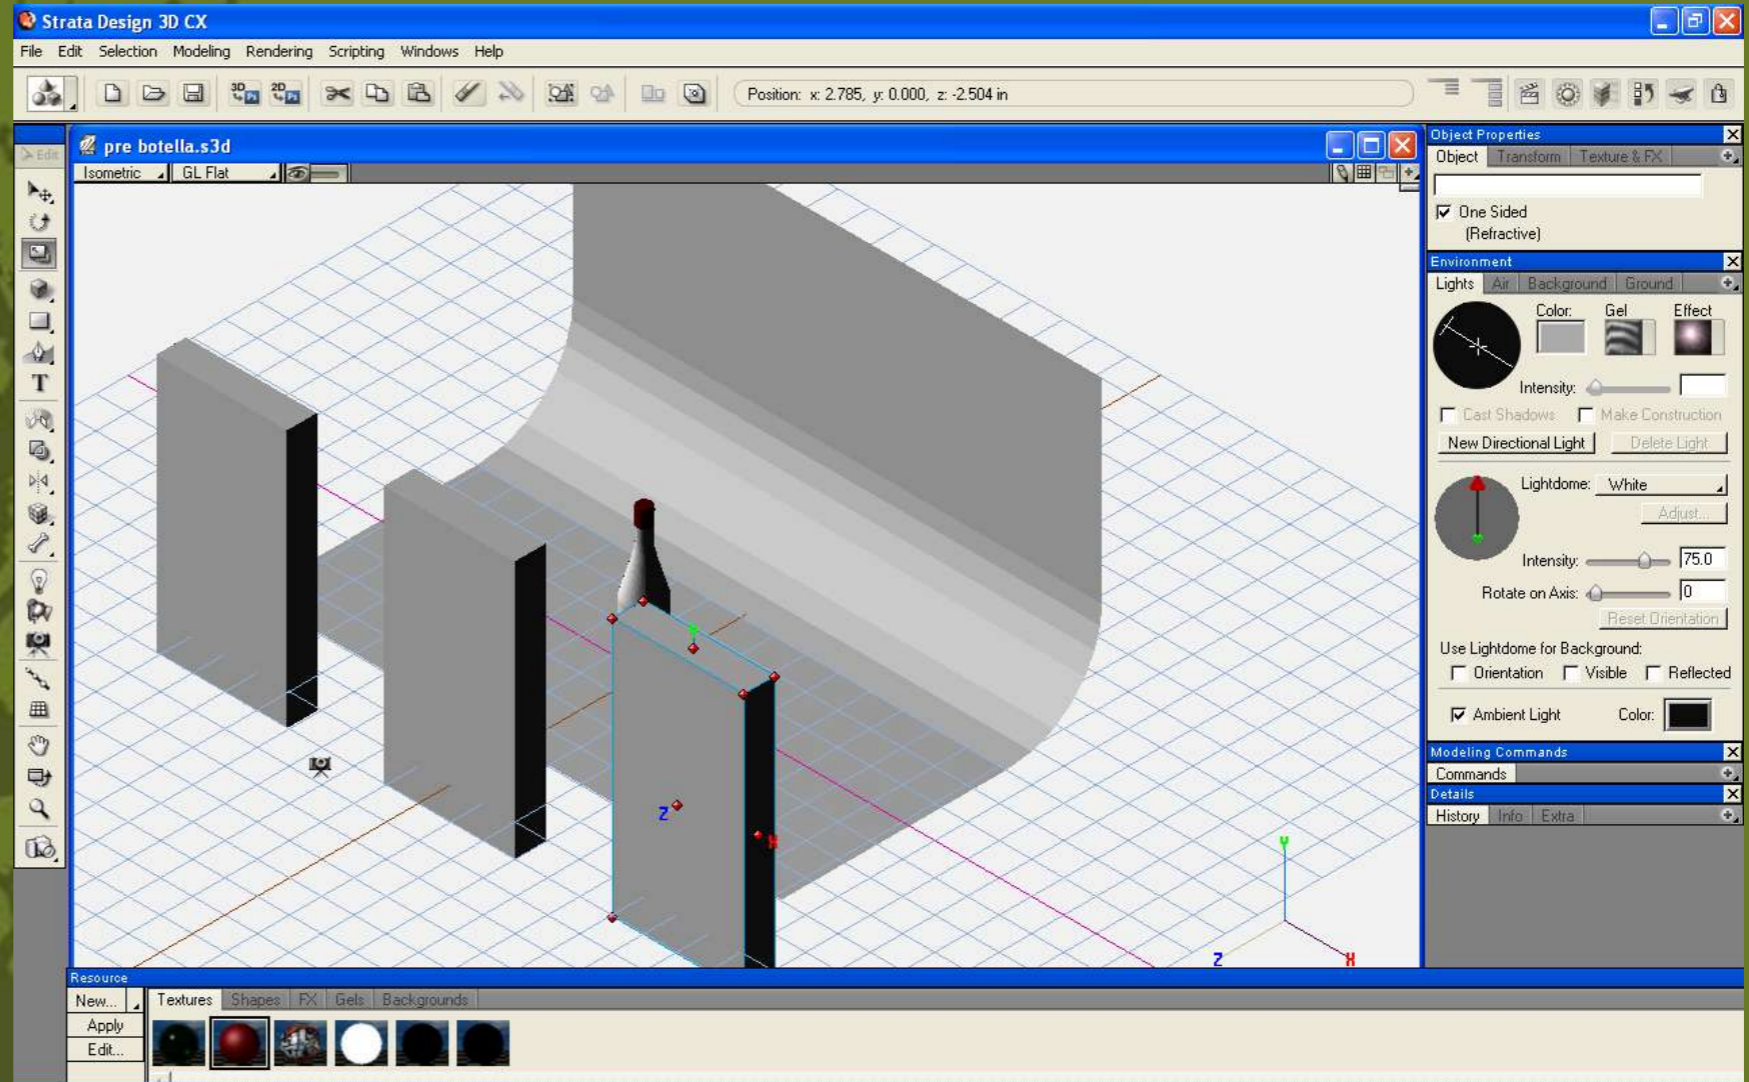 Strata Design 3D CX
File Edit Selection Modeling Rendering Scripting Windows Help
3D 2D
Position: x: 2.785, y: 0.000, z: -2.504 in
Edit
pre botella.s3d
Isometric GL Flat
T
Z
X
Y
Z
X
Object Properties
Object Transform Texture & FX
One Sided
(Refractive)
Environment
Lights Air Background Ground
Color: Gel Effect
Intensity:
Cast Shadows Make Construction
New Directional Light Delete Light
Lightdome: White
Adjust...
Intensity: 75.0
Rotate on Axis: 0
Reset Orientation
Use Lightdome for Background:
Orientation Visible Reflected
Ambient Light Color:
Modeling Commands
Commands
Details
History Info Extra
Resource
New... Textures Shapes FX Gels Backgrounds
Apply
Edit...